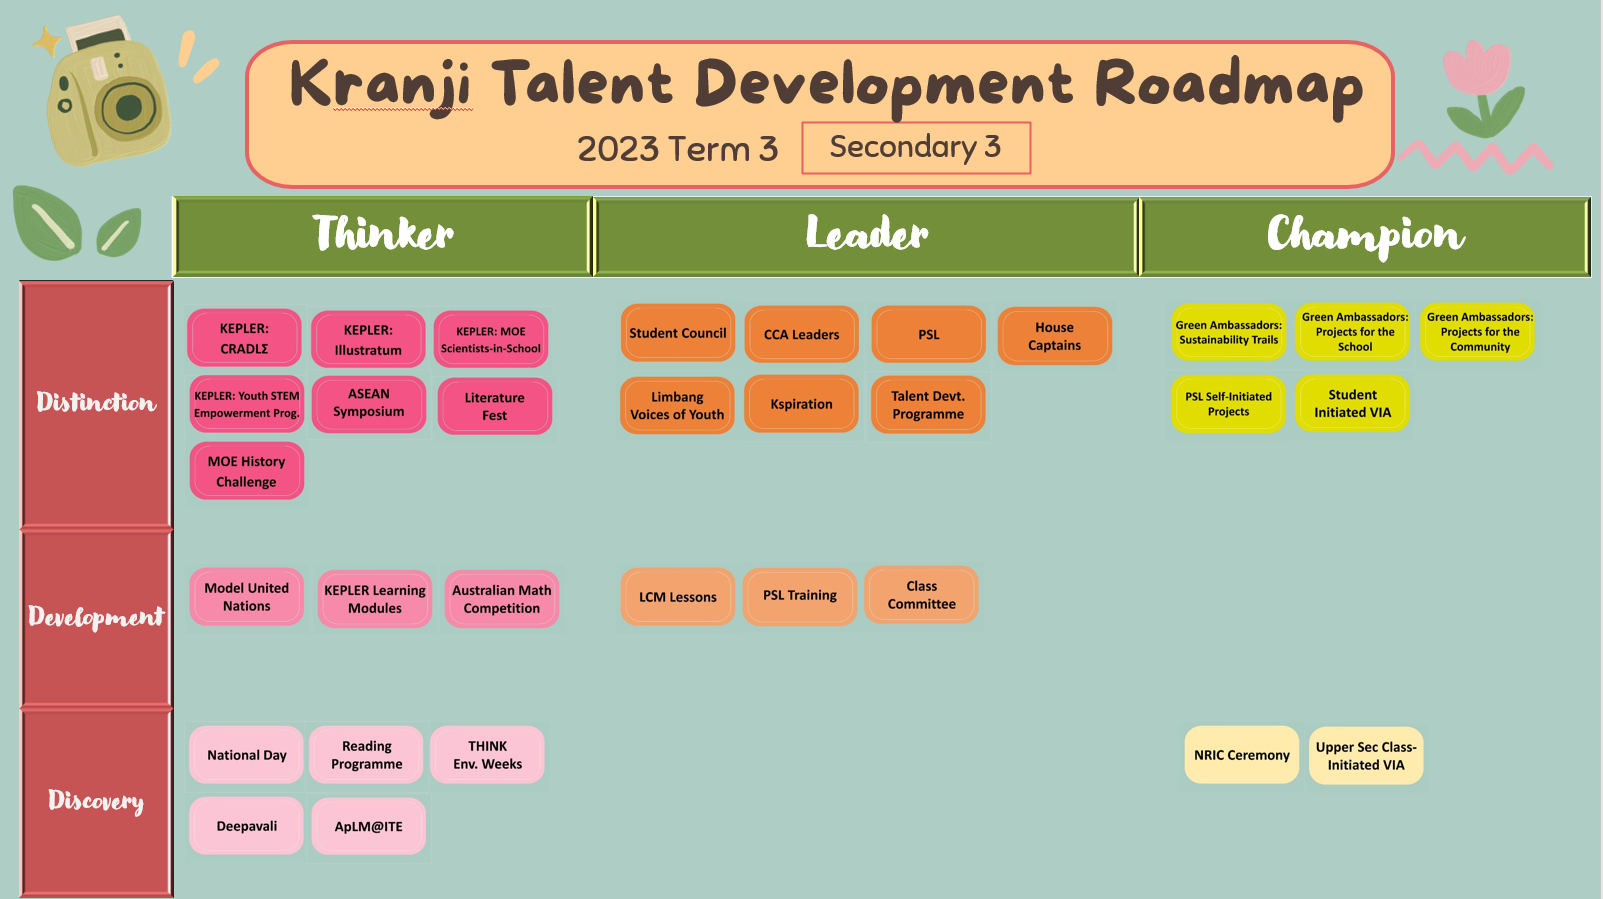 Kranji Talent Development Roadmap
2023 Term 3
Secondary 3
Thinker
Leader
Champion
Distinction
KEPLER:
CRADLΣ
KEPLER:
Illustratum
KEPLER: MOE
Scientists-in-School
KEPLER: Youth STEM
Empowerment Prog.
ASEAN
Symposium
Literature
Fest
MOE History
Challenge
Student Council
CCA Leaders
PSL
House
Captains
Limbang
Voices of Youth
Kspiration
Talent Devt.
Programme
Green Ambassadors:
Sustainability Trails
Green Ambassadors:
Projects for the
School
Green Ambassadors:
Projects for the
Community
PSL Self-Initiated
Projects
Student
Initiated VIA
Development
Model United
Nations
KEPLER Learning
Modules
Australian Math
Competition
LCM Lessons
PSL Training
Class
Committee
Discovery
National Day
Reading
Programme
THINK
Env. Weeks
Deepavali
ApLM@ITE
NRIC Ceremony
Upper Sec Class-
Initiated VIA